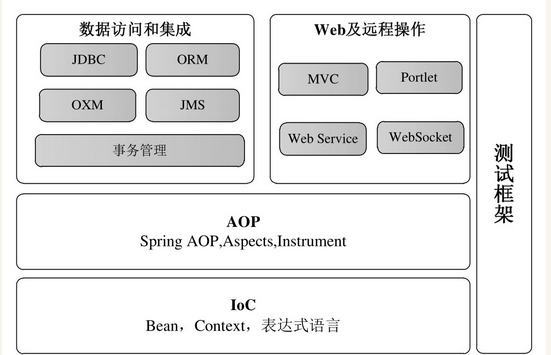 数据访问和集成
JDBC
ORM
OXM
JMS
事务管理
Web及远程操作
MVC
Portlet
Web Service
WebSocket
测试框架
AOP
Spring AOP,Aspects,Instrument
IoC
Bean，Context，表达式语言